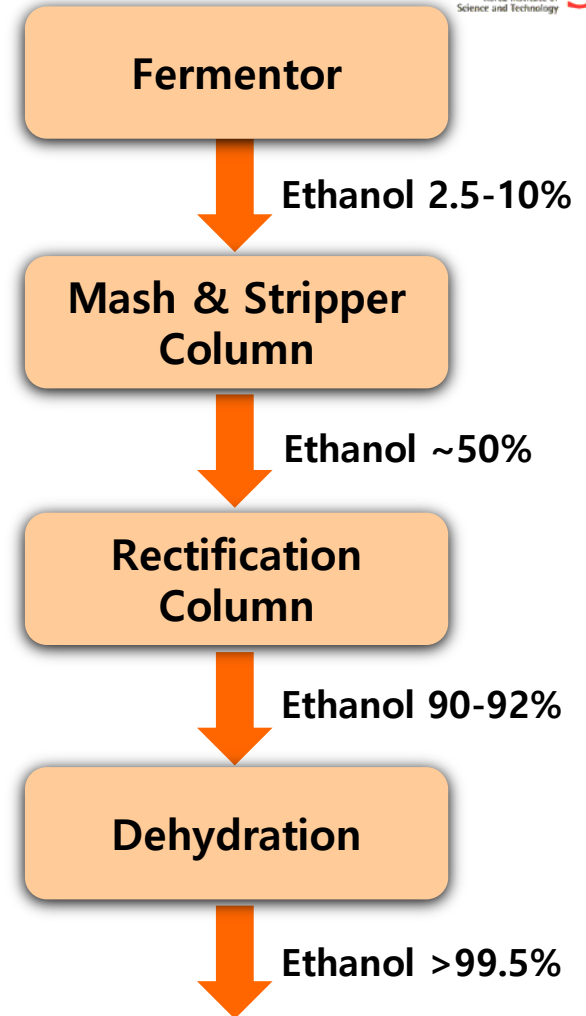 Science and Technology
Fermentor
Ethanol 2.5-10%
Mash & Stripper
Column
Ethanol ~50%
Rectification
Column
Ethanol 90-92%
Dehydration
Ethanol >99.5%